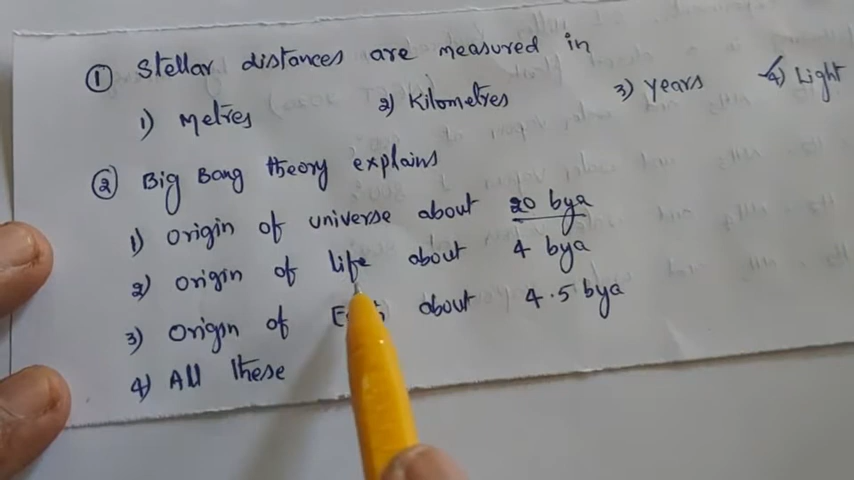 ① Stellar distances are measured in
1) Metres 2) Kilometres 3) Years 4) Light
② Big Bang theory explains
1) Origin of universe about 20 bya
2) Origin of life about 4 bya
3) Origin of about 4.5 bya
4) All these